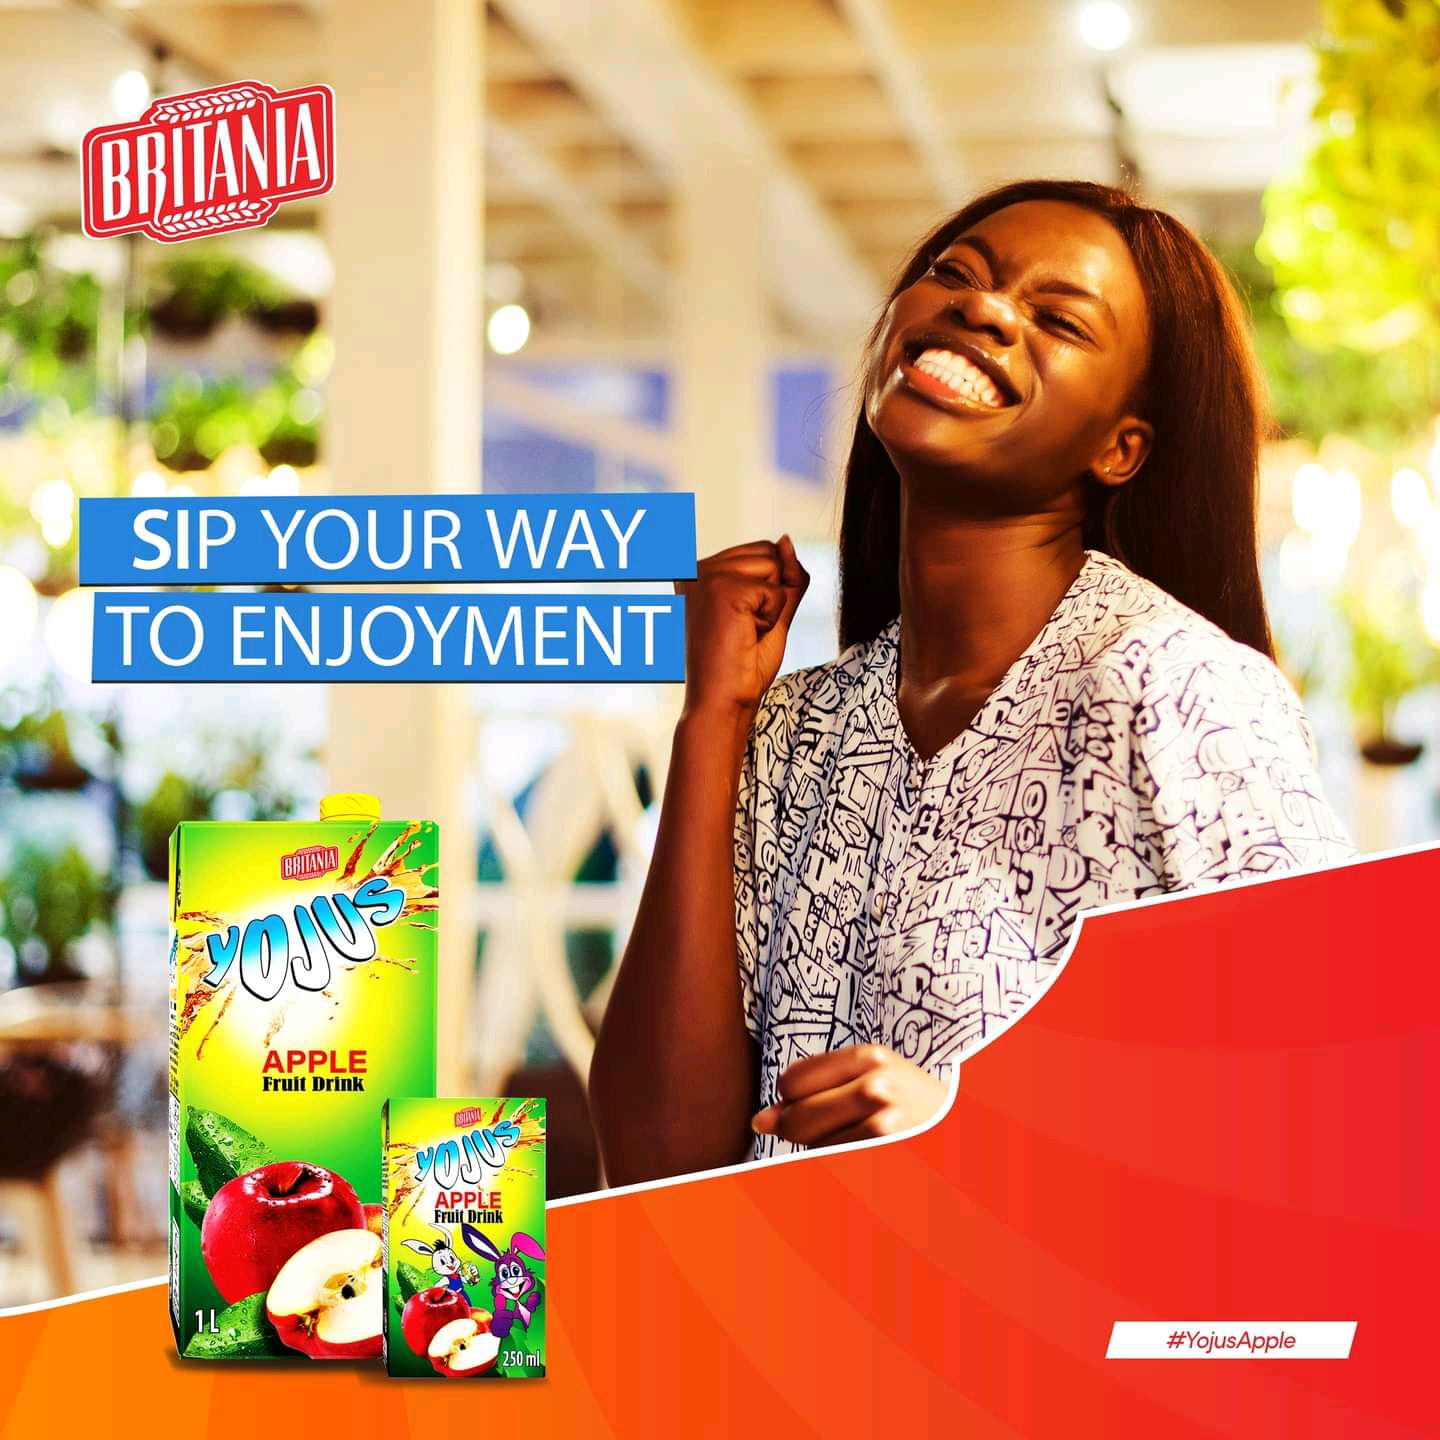 BRITANIA
SIP YOUR WAY
TO ENJOYMENT
BRITANIA
YOJUS
APPLE
Fruit Drink
1 L
BRITANIA
YOJUS
APPLE
Fruit Drink
250 ml
#YojusApple